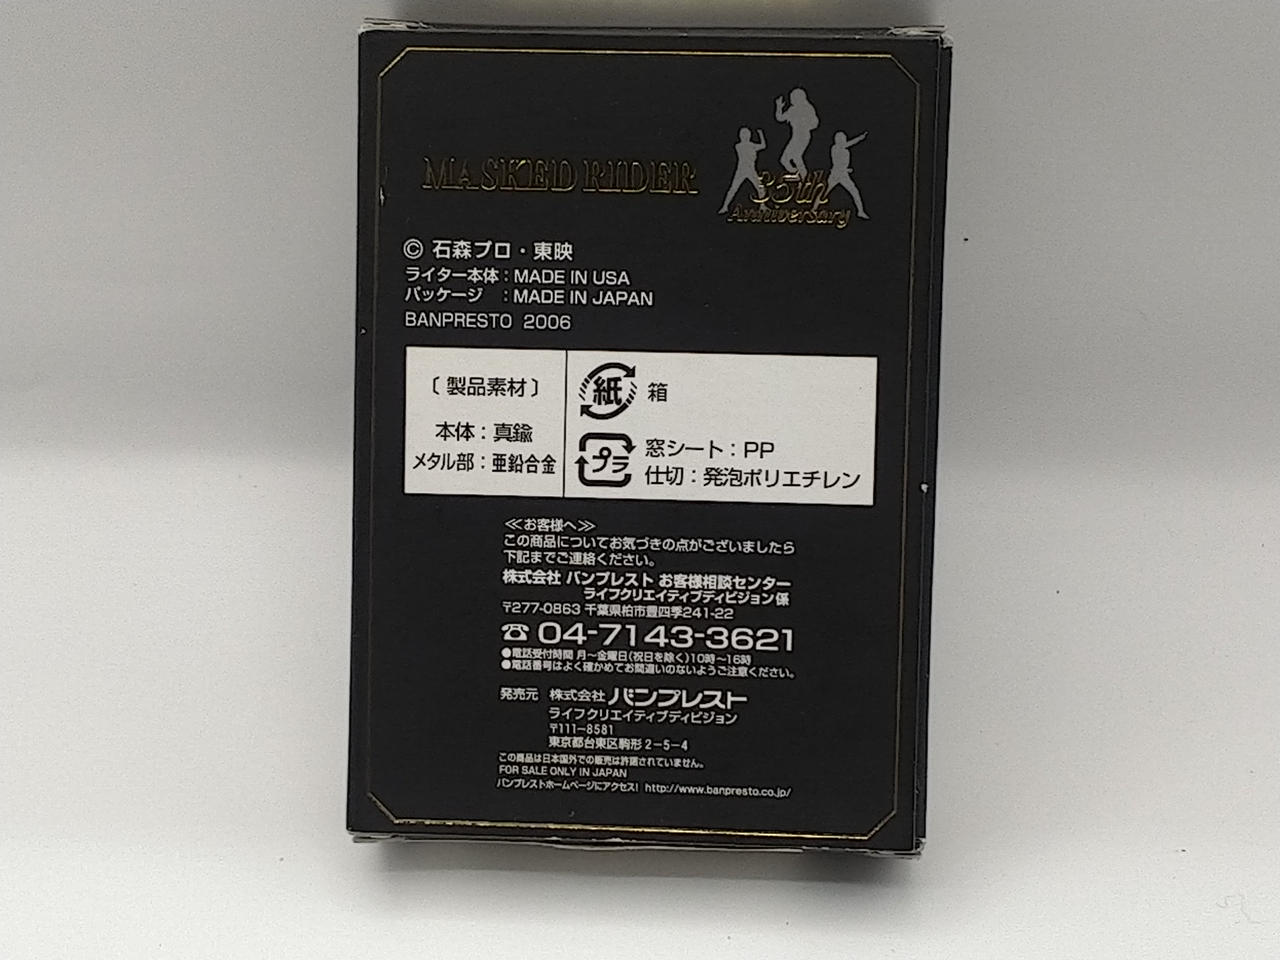 MASKED RIDER
35th
Anniversary
© 石森プロ・東映
ライター本体：MADE IN USA
パッケージ　：MADE IN JAPAN
BANPRESTO 2006
〔 製品素材 〕
本体：真鍮
メタル部：亜鉛合金
紙 箱
プラ 窓シート：PP
仕切：発泡ポリエチレン
≪お客様へ≫
この商品についてお気づきの点がございましたら
下記までご連絡ください。
株式会社 バンプレスト お客様相談センター
ライフクリエイティブディビジョン係
〒277-0863 千葉県柏市豊四季241-22
☎ 04-7143-3621
●電話受付時間 月～金曜日(祝日を除く)10時～16時
●電話番号はよく確かめてお間違いのないようご注意ください。
発売元 株式会社 バンプレスト
ライフクリエイティブディビジョン
〒111-8581
東京都台東区駒形2-5-4
この商品は日本国外での販売は許諾されていません。
FOR SALE ONLY IN JAPAN
バンプレストホームページにアクセス! http://www.banpresto.co.jp/